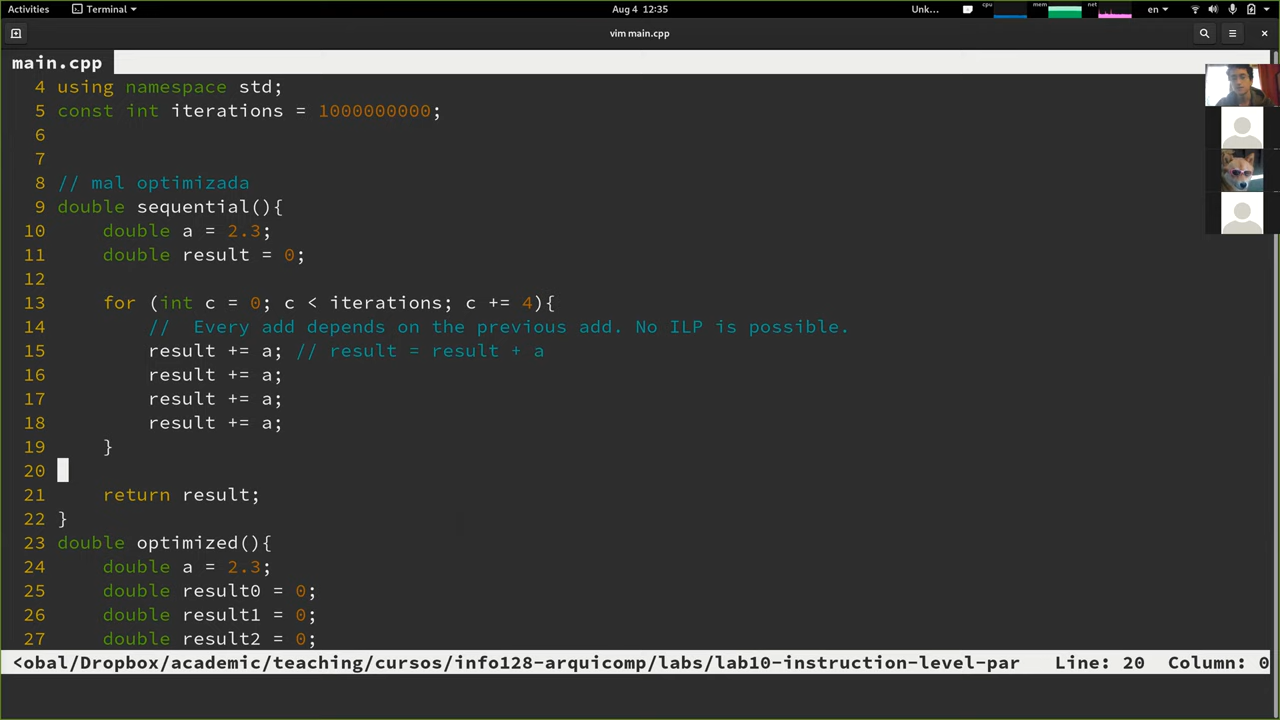 Activities
Terminal
Aug 4 12:35
Unk...
cpu
mem
net
en
vim main.cpp
main.cpp
4 using namespace std;
5 const int iterations = 1000000000;
6
7
8 // mal optimizada
9 double sequential(){
10 double a = 2.3;
11 double result = 0;
12
13 for (int c = 0; c < iterations; c += 4){
14 //  Every add depends on the previous add. No ILP is possible.
15 result += a; // result = result + a
16 result += a;
17 result += a;
18 result += a;
19 }
20
21 return result;
22 }
23 double optimized(){
24 double a = 2.3;
25 double result0 = 0;
26 double result1 = 0;
27 double result2 = 0;
<obal/Dropbox/academic/teaching/cursos/info128-arquicomp/labs/lab10-instruction-level-par Line: 20 Column: 0